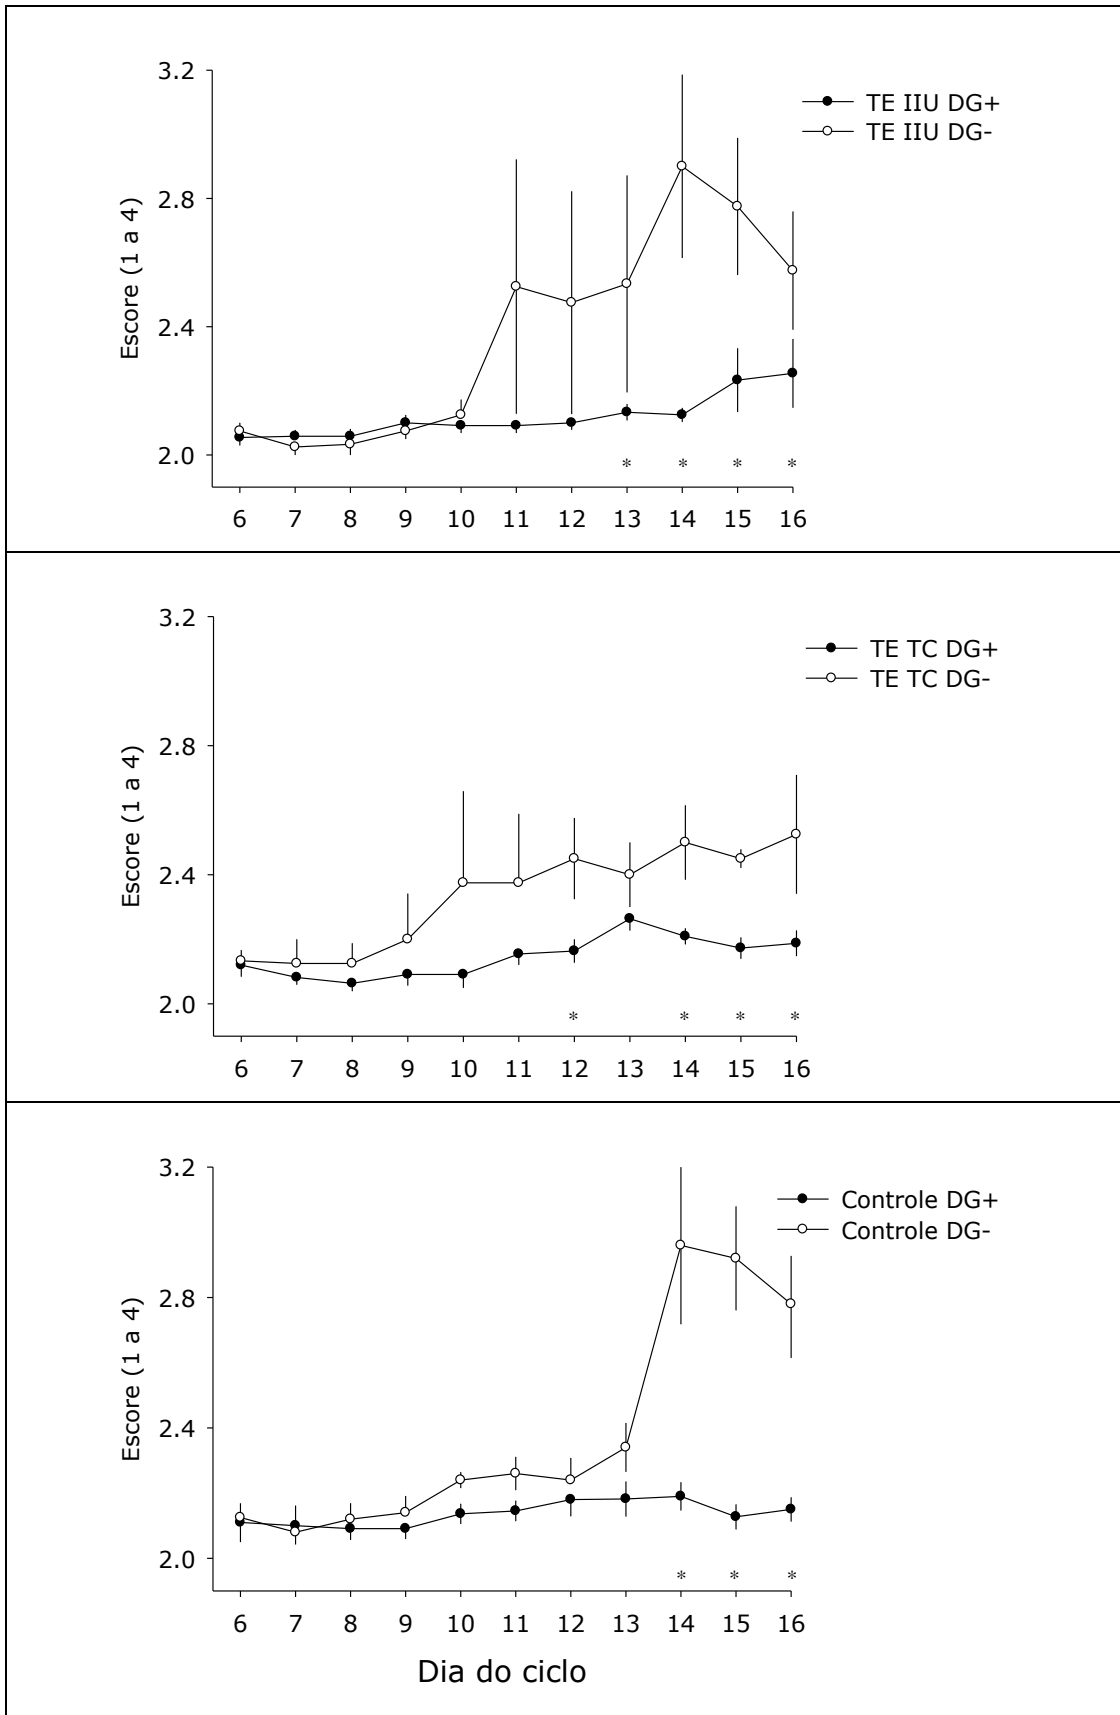 3.2
TE IIU DG+
TE IIU DG-
2.8
Escore (1 a 4)
2.4
2.0
* * * *
6 7 8 9 10 11 12 13 14 15 16
3.2
TE TC DG+
TE TC DG-
2.8
Escore (1 a 4)
2.4
2.0
* * * *
6 7 8 9 10 11 12 13 14 15 16
3.2
Controle DG+
Controle DG-
2.8
Escore (1 a 4)
2.4
2.0
* * *
6 7 8 9 10 11 12 13 14 15 16
Dia do ciclo